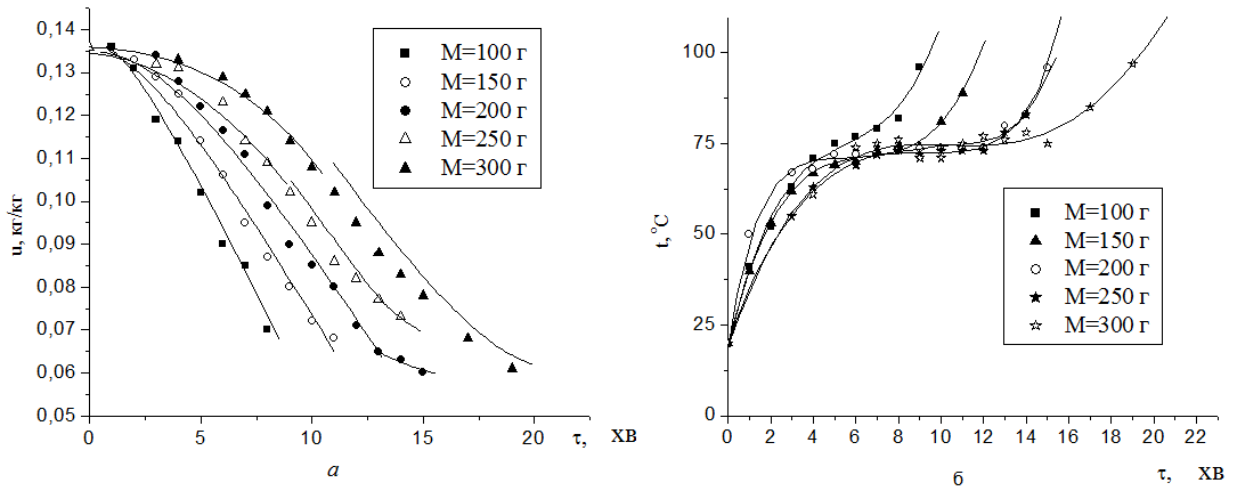 0,14
0,13
0,12
0,11
0,10
0,09
0,08
0,07
0,06
0,05
u, кг/кг
M=100 г
M=150 г
M=200 г
M=250 г
M=300 г
0 5 10 15 20 τ, ХВ
а
100
75
50
25
0
t, °C
M=100 г
M=150 г
M=200 г
M=250 г
M=300 г
0 2 4 6 8 10 12 14 16 18 20 22
б τ, ХВ